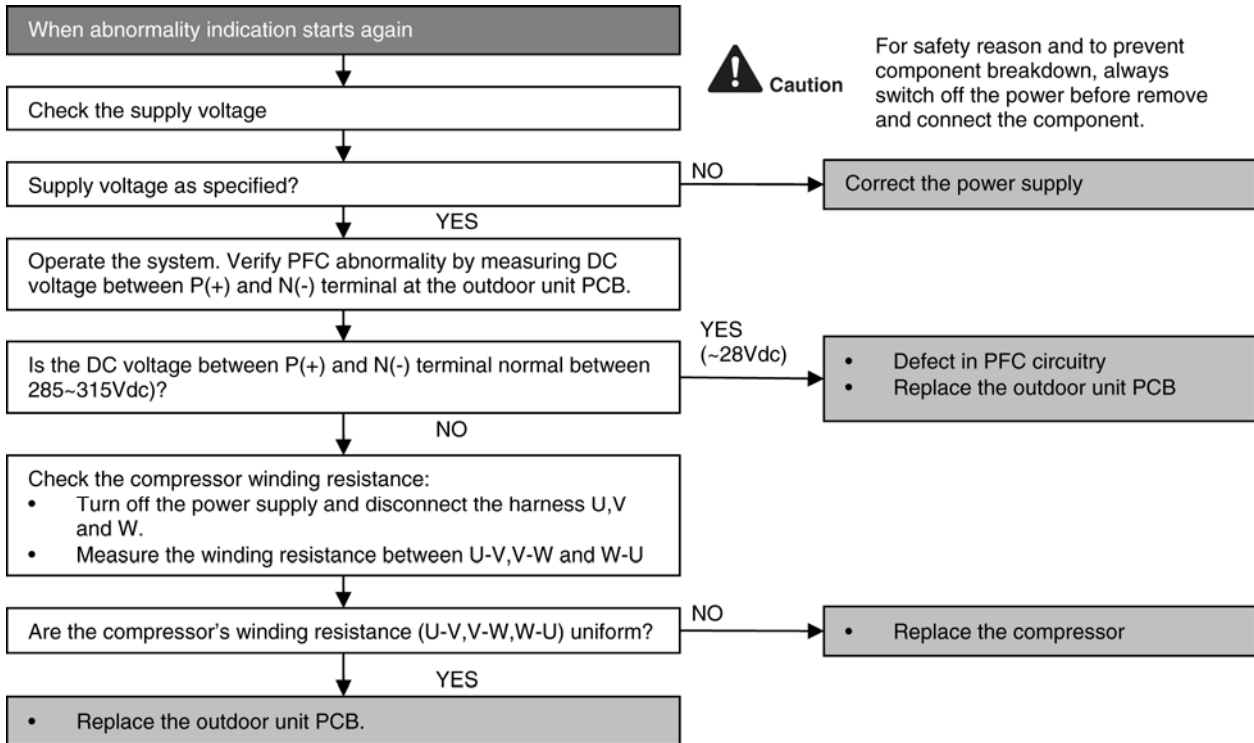 When abnormality indication starts again
Caution
For safety reason and to prevent
component breakdown, always
switch off the power before remove
and connect the component.
Check the supply voltage
Supply voltage as specified?
NO
Correct the power supply
YES
Operate the system. Verify PFC abnormality by measuring DC
voltage between P(+) and N(-) terminal at the outdoor unit PCB.
Is the DC voltage between P(+) and N(-) terminal normal between
285~315Vdc)?
YES
(~28Vdc)
• Defect in PFC circuitry
• Replace the outdoor unit PCB
NO
Check the compressor winding resistance:
• Turn off the power supply and disconnect the harness U,V
and W.
• Measure the winding resistance between U-V,V-W and W-U
Are the compressor's winding resistance (U-V,V-W,W-U) uniform?
NO
• Replace the compressor
YES
• Replace the outdoor unit PCB.